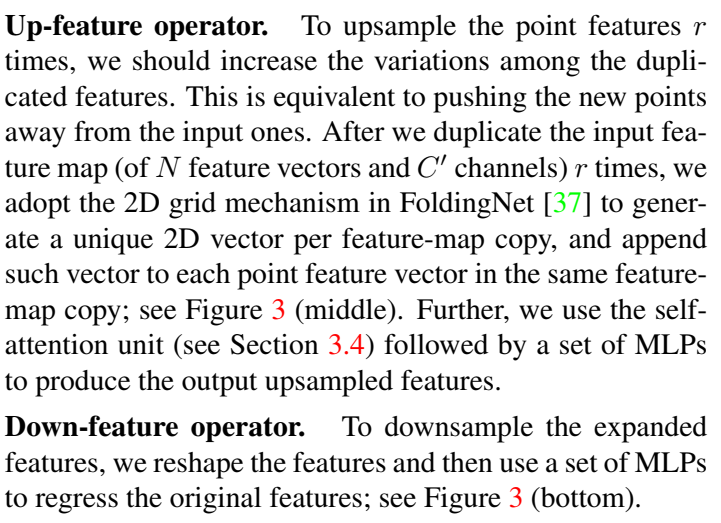 Up-feature operator. To upsample the point features r
times, we should increase the variations among the dupli-
cated features. This is equivalent to pushing the new points
away from the input ones. After we duplicate the input fea-
ture map (of N feature vectors and C′ channels) r times, we
adopt the 2D grid mechanism in FoldingNet [37] to gener-
ate a unique 2D vector per feature-map copy, and append
such vector to each point feature vector in the same feature-
map copy; see Figure 3 (middle). Further, we use the self-
attention unit (see Section 3.4) followed by a set of MLPs
to produce the output upsampled features.
Down-feature operator. To downsample the expanded
features, we reshape the features and then use a set of MLPs
to regress the original features; see Figure 3 (bottom).